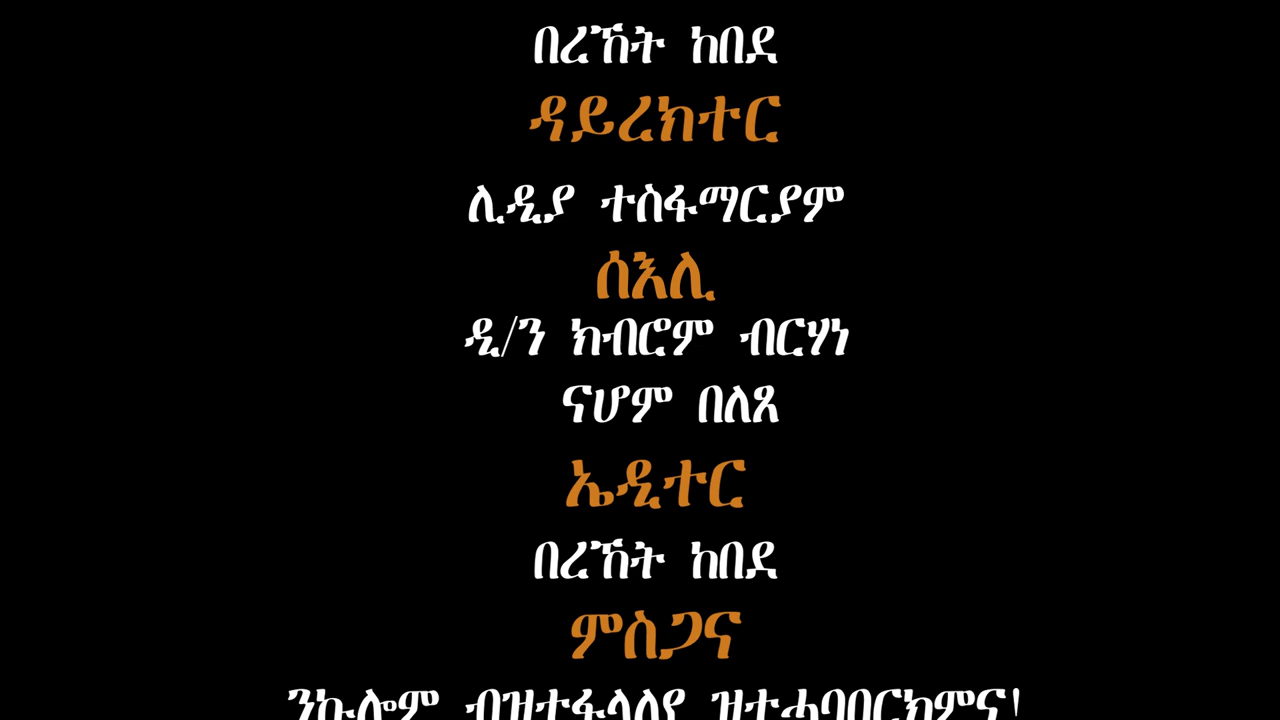 በረኸት ከበደ
ዳይረክተር
ሊዲያ ተስፋማርያም
ሰእሊ
ዲ/ን ክብሮም ብርሃነ
ናሆም በለጸ
ኤዲተር
በረኸት ከበደ
ምስጋና
ንኩሎም ብዝተፋላለየ ዝተሓባበርክምና!